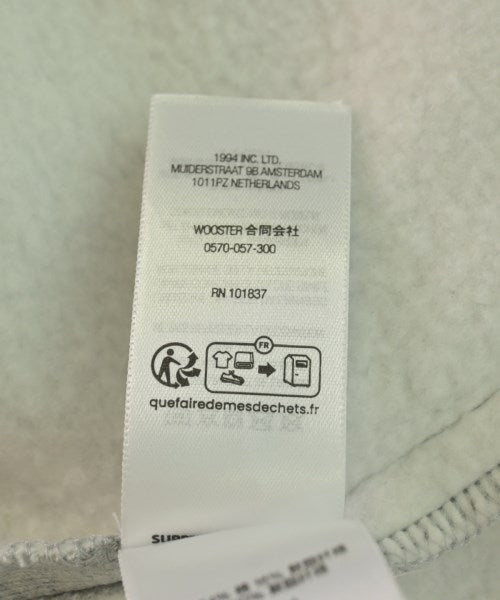 1994 INC. LTD.
MUIDERSTRAAT 9B AMSTERDAM
1011PZ NETHERLANDS
WOOSTER 合同会社
0570-057-300
RN 101837
FR
quefairedemesdechets.fr